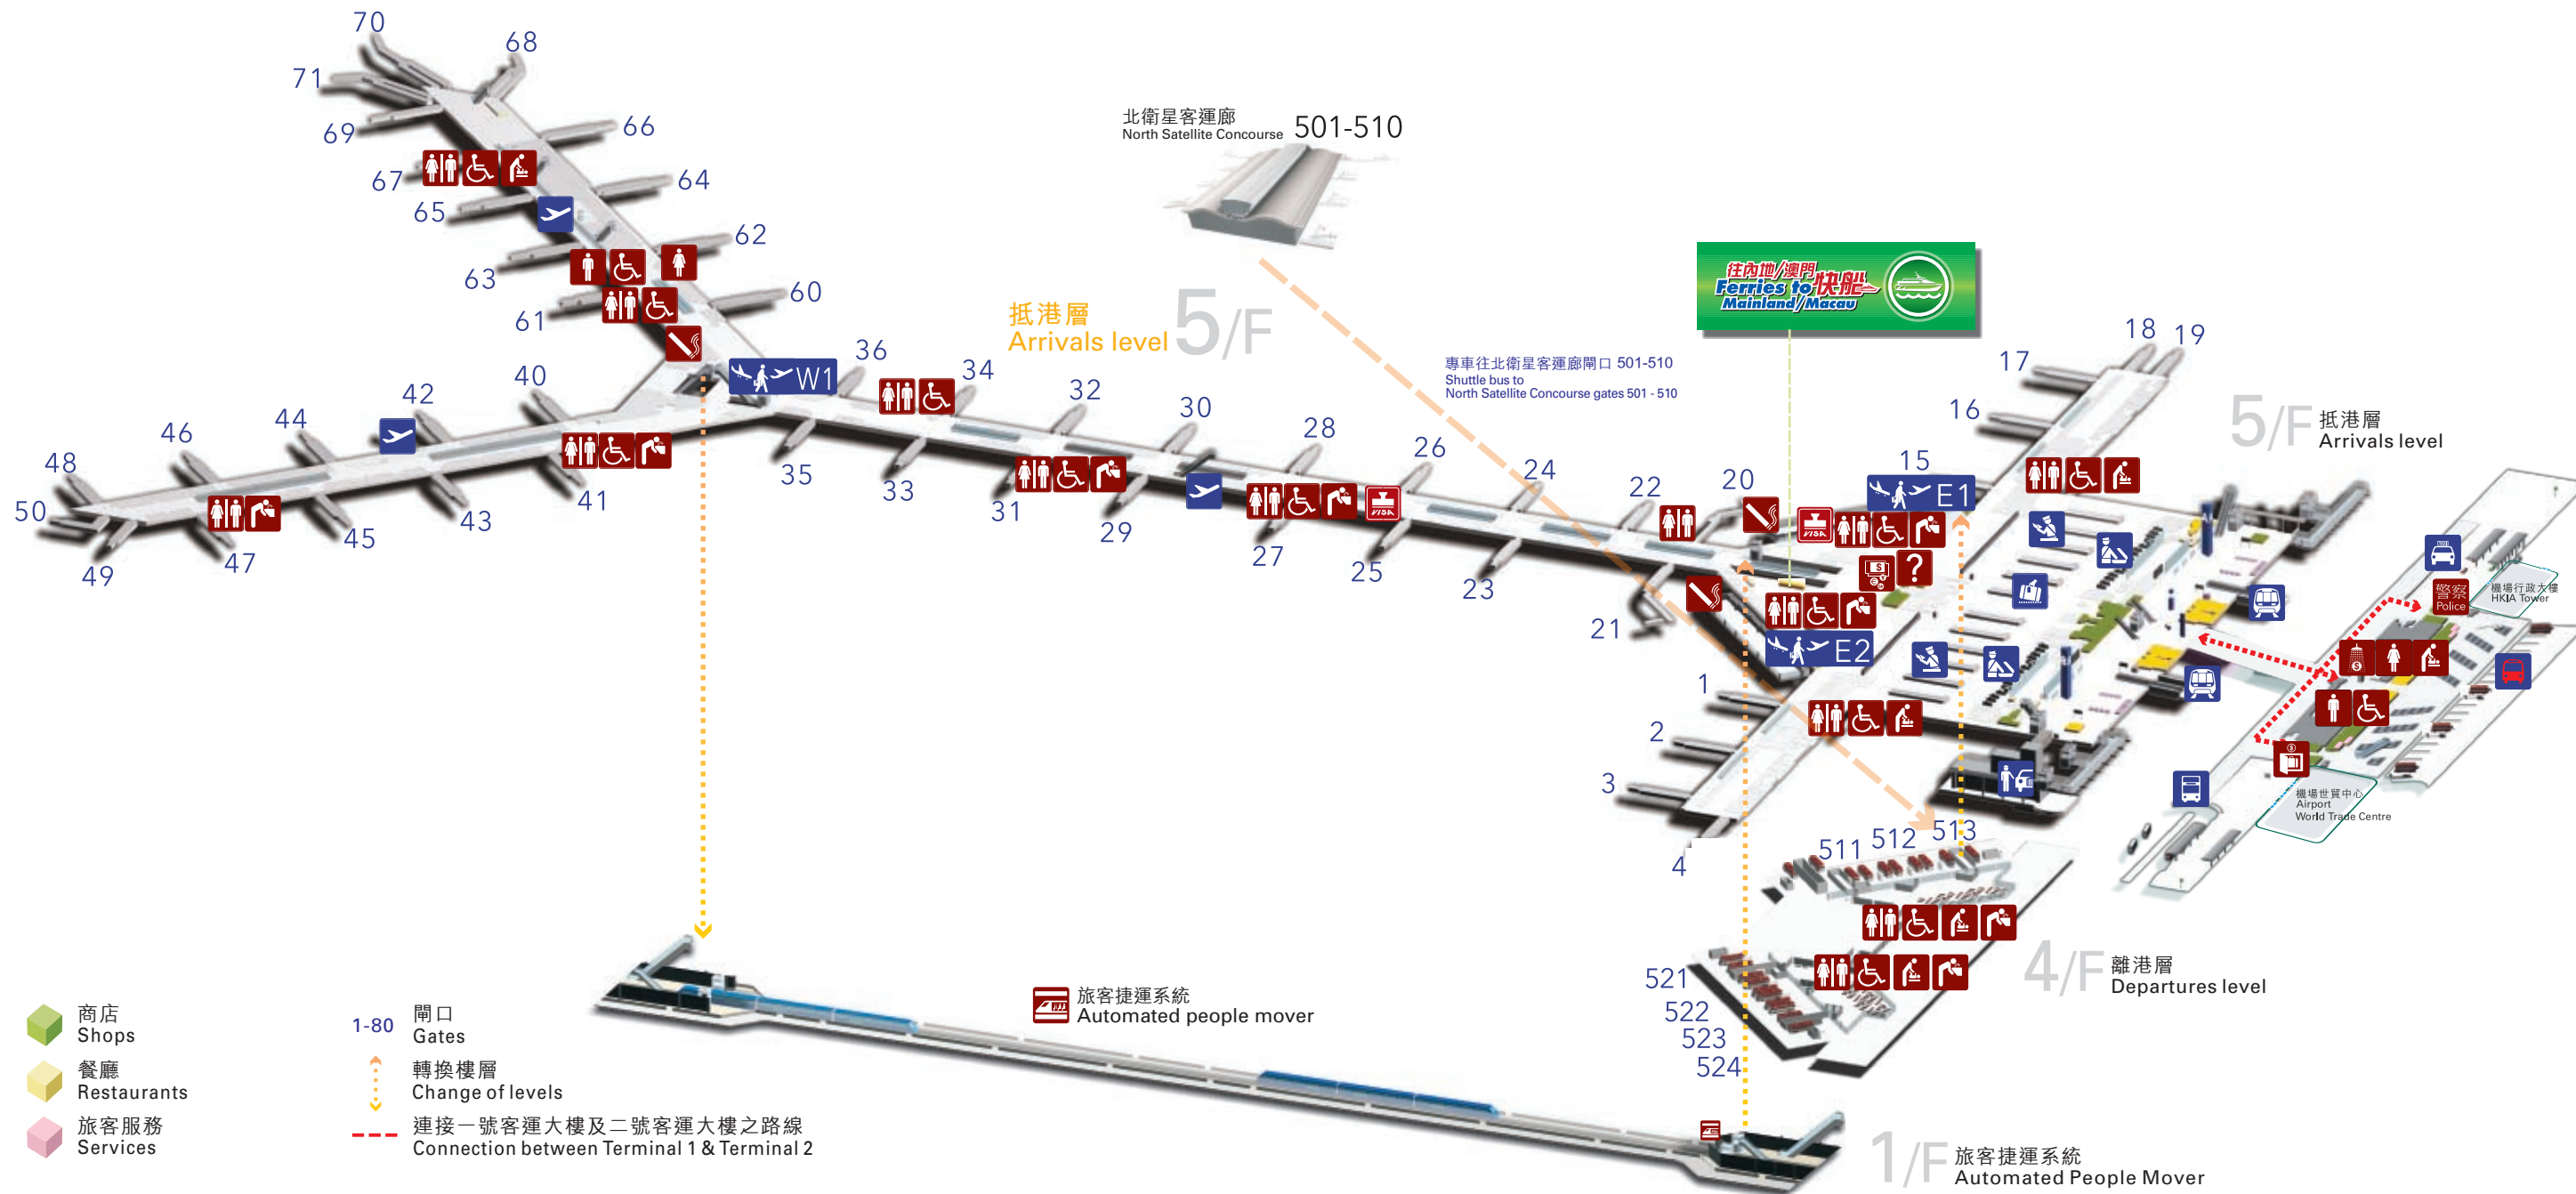 70
68
71
69
66
67
64
65
62
63
60
61
北衛星客運廊
North Satellite Concourse 501-510
抵港層
Arrivals level 5/F
往內地/澳門
Ferries to 快船
Mainland/Macau
專車往北衛星客運廊閘口 501-510
Shuttle bus to
North Satellite Concourse gates 501 - 510
W1
36
34
32
30
28
26
24
22
20
15
E1
16
17
18
19
5/F 抵港層
Arrivals level
40
42
44
46
48
50
49
47
45
43
41
35
33
31
29
27
25
23
21
VISA
VISA
?
E2
1
2
3
4
警察
Police
機場行政大樓
HKIA Tower
機場世貿中心
Airport
World Trade Centre
511
512
513
521
522
523
524
4/F 離港層
Departures level
旅客捷運系統
Automated people mover
1/F 旅客捷運系統
Automated People Mover
商店
Shops
餐廳
Restaurants
旅客服務
Services
1-80 閘口
Gates
轉換樓層
Change of levels
連接一號客運大樓及二號客運大樓之路線
Connection between Terminal 1 & Terminal 2